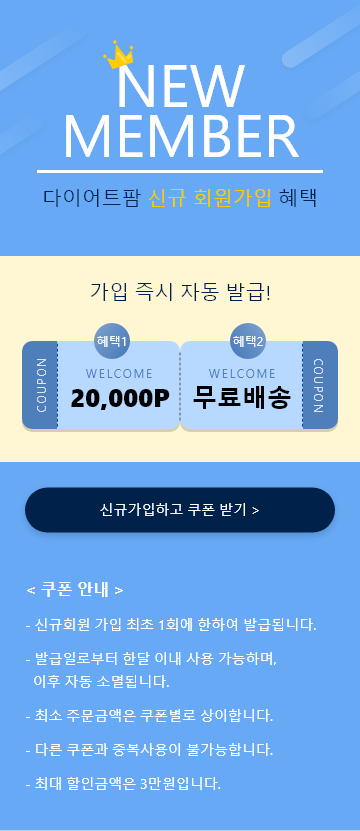 NEW
MEMBER
다이어트팜 신규 회원가입 혜택
가입 즉시 자동 발급!
혜택1
혜택2
COUPON
WELCOME
20,000P
WELCOME
무료배송
COUPON
신규가입하고 쿠폰 받기 >
< 쿠폰 안내 >
- 신규회원 가입 최초 1회에 한하여 발급됩니다.
- 발급일로부터 한달 이내 사용 가능하며,
이후 자동 소멸됩니다.
- 최소 주문금액은 쿠폰별로 상이합니다.
- 다른 쿠폰과 중복사용이 불가능합니다.
- 최대 할인금액은 3만원입니다.